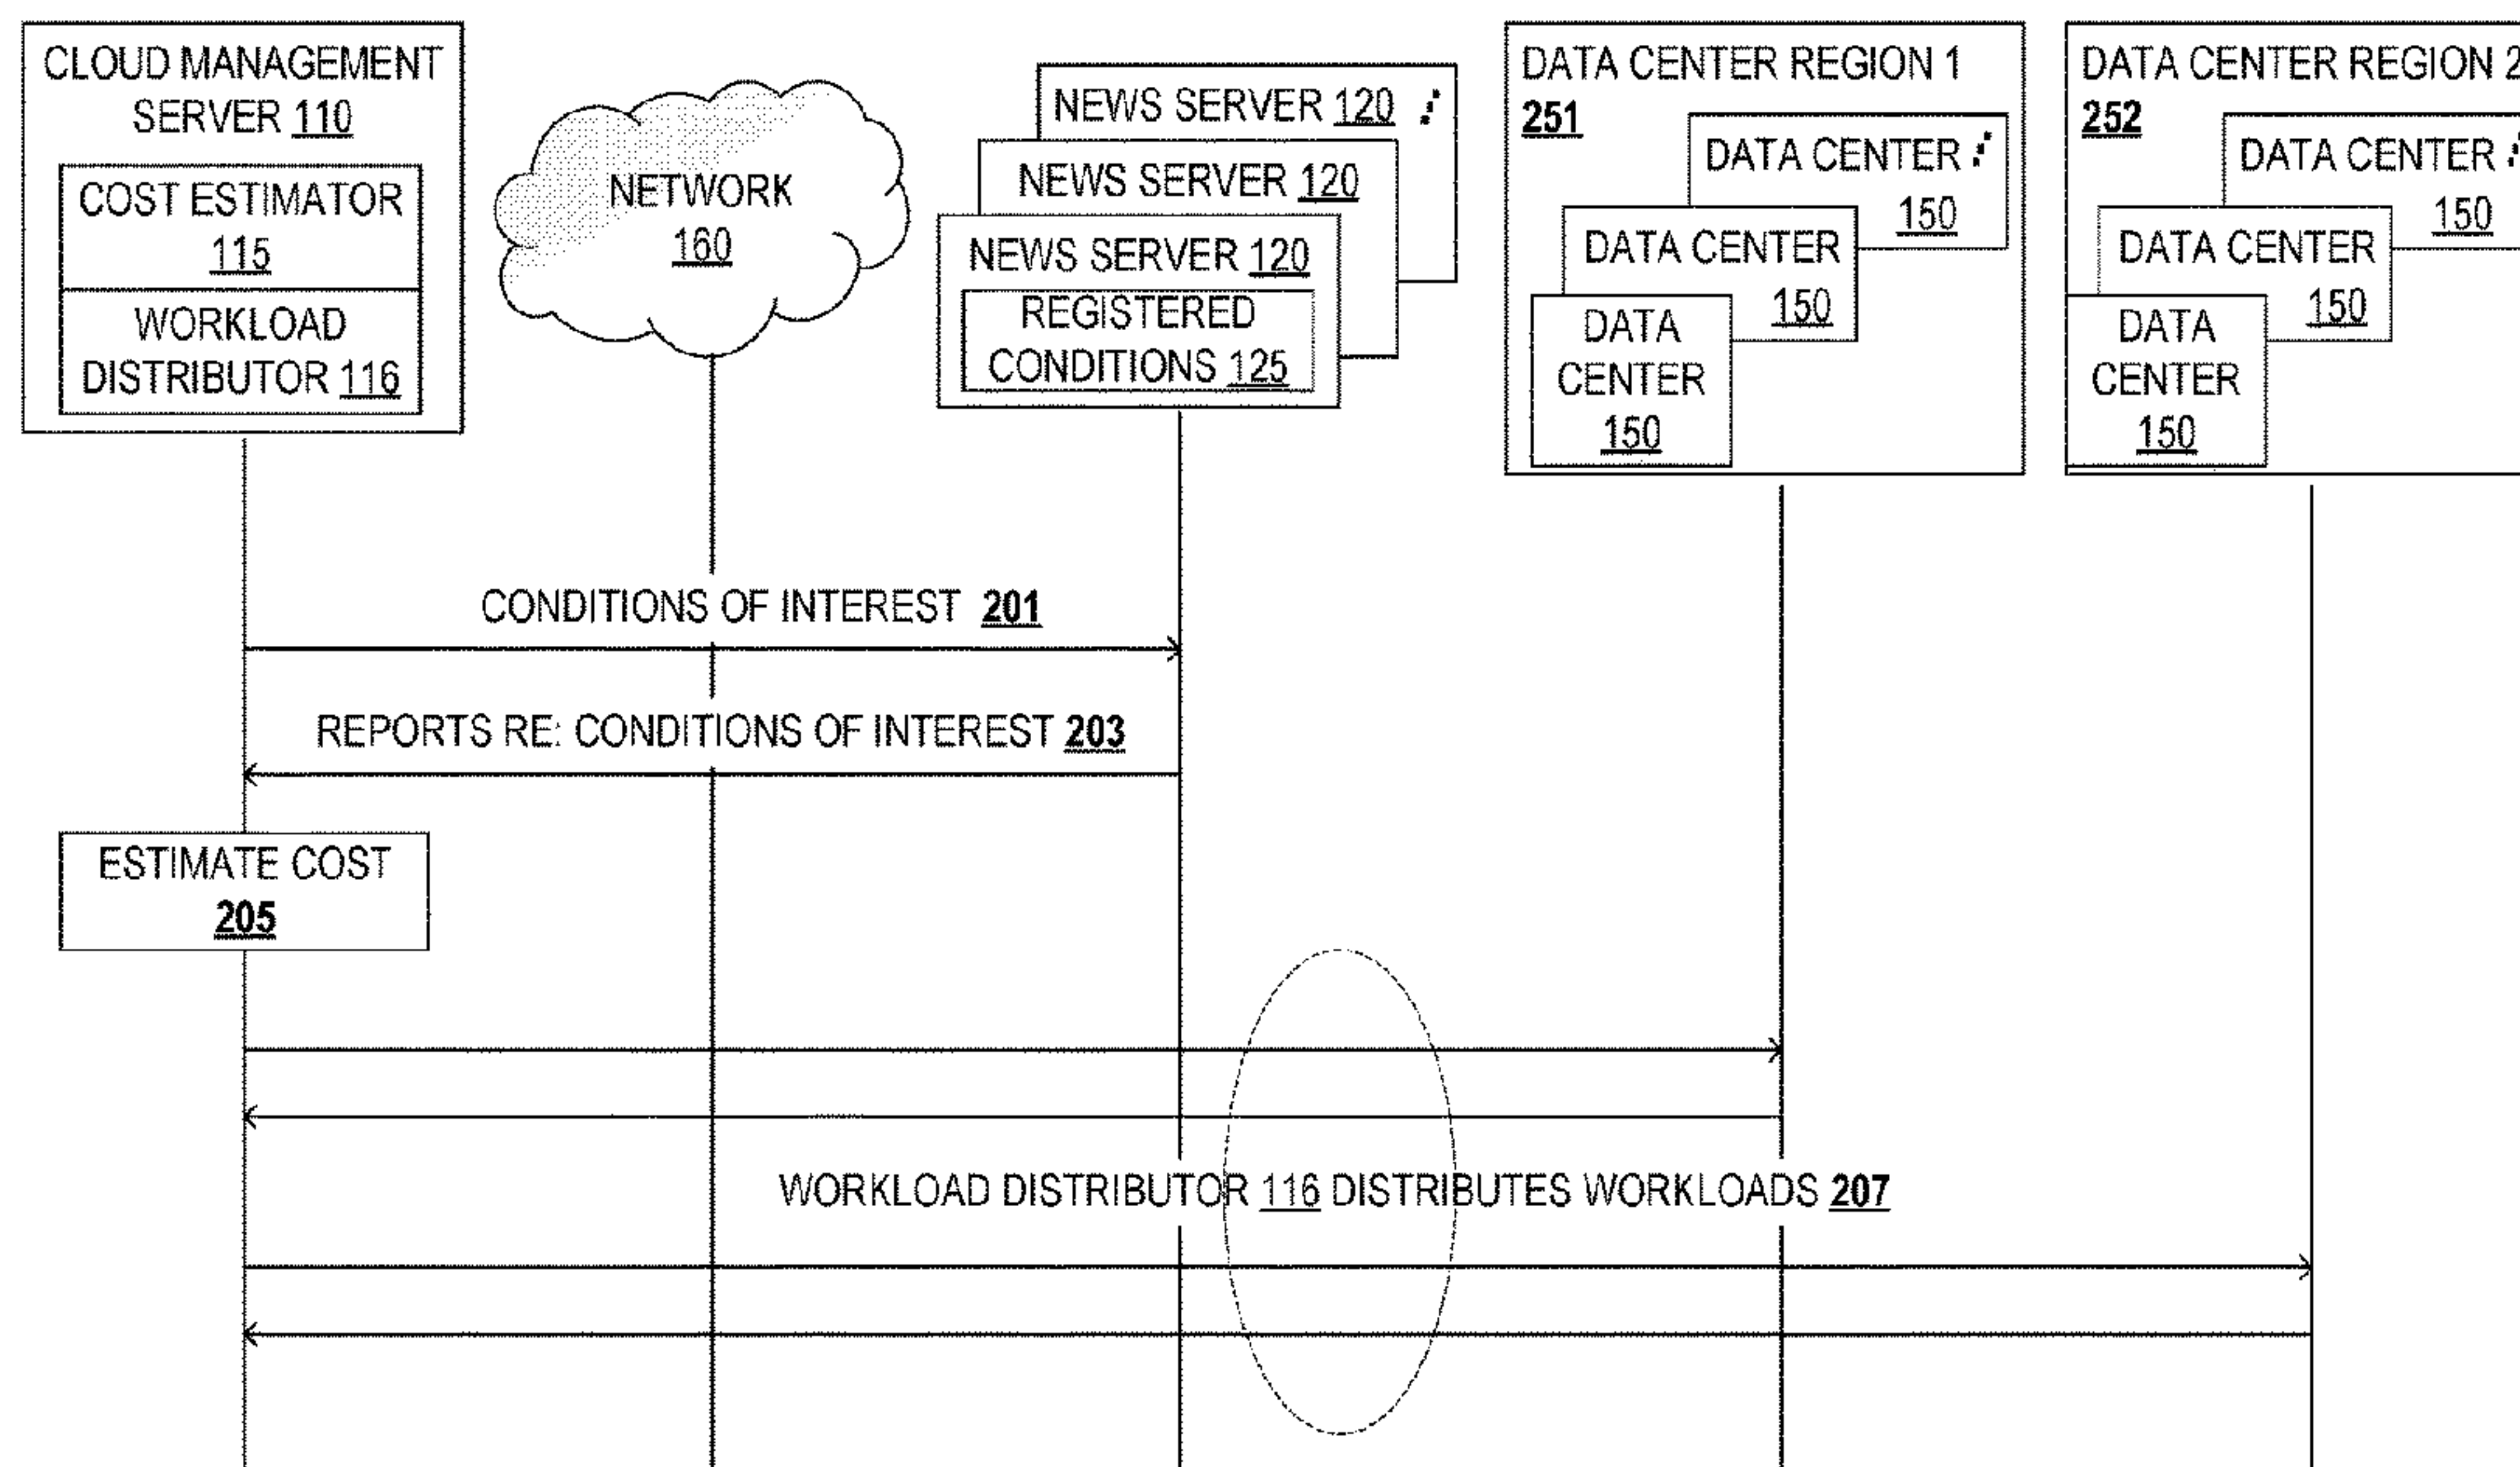 CLOUD MANAGEMENT
SERVER 110
COST ESTIMATOR
115
WORKLOAD
DISTRIBUTOR 116
NETWORK
160
NEWS SERVER 120
NEWS SERVER 120
NEWS SERVER 120
REGISTERED
CONDITIONS 125
DATA CENTER REGION 1
251
DATA CENTER
150
DATA CENTER
150
DATA
CENTER
150
DATA CENTER REGION 2
252
DATA CENTER
150
DATA CENTER
150
DATA
CENTER
150
CONDITIONS OF INTEREST 201
REPORTS RE: CONDITIONS OF INTEREST 203
ESTIMATE COST
205
WORKLOAD DISTRIBUTOR 116 DISTRIBUTES WORKLOADS 207